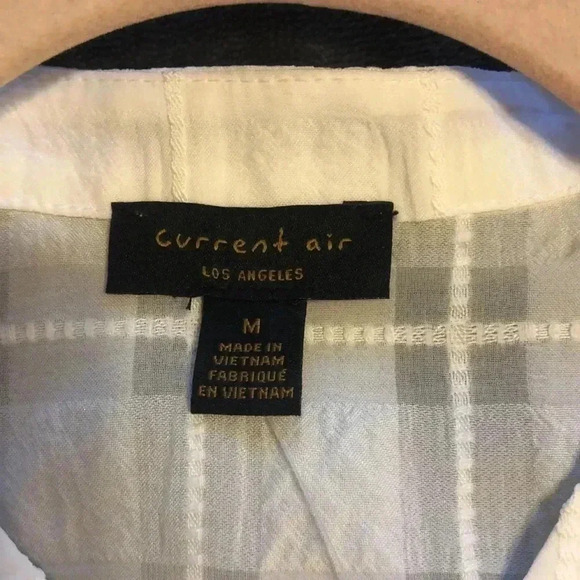 current air
LOS ANGELES
M
MADE IN
VIETNAM
FABRIQUÉ
EN VIETNAM